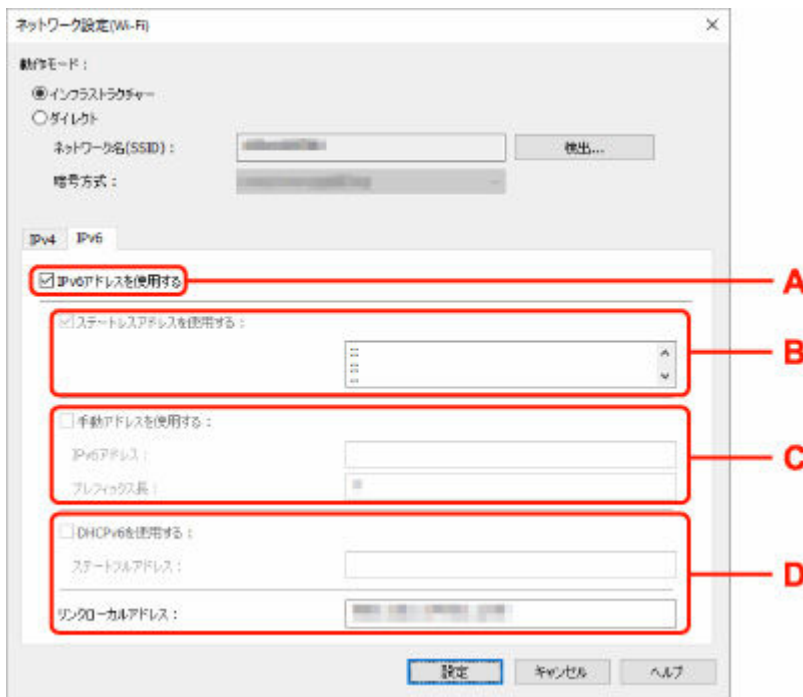 ネットワーク設定(Wi-Fi)
動作モード：
インフラストラクチャー
ダイレクト
ネットワーク名(SSID)：
検出...
暗号方式：
IPv4 IPv6
IPv6アドレスを使用する
A
ステートレスアドレスを使用する：
::
::
::
B
手動アドレスを使用する：
IPv6アドレス：
プレフィックス長：
C
DHCPv6を使用する：
ステートフルアドレス：
D
リンクローカルアドレス：
設定 キャンセル ヘルプ